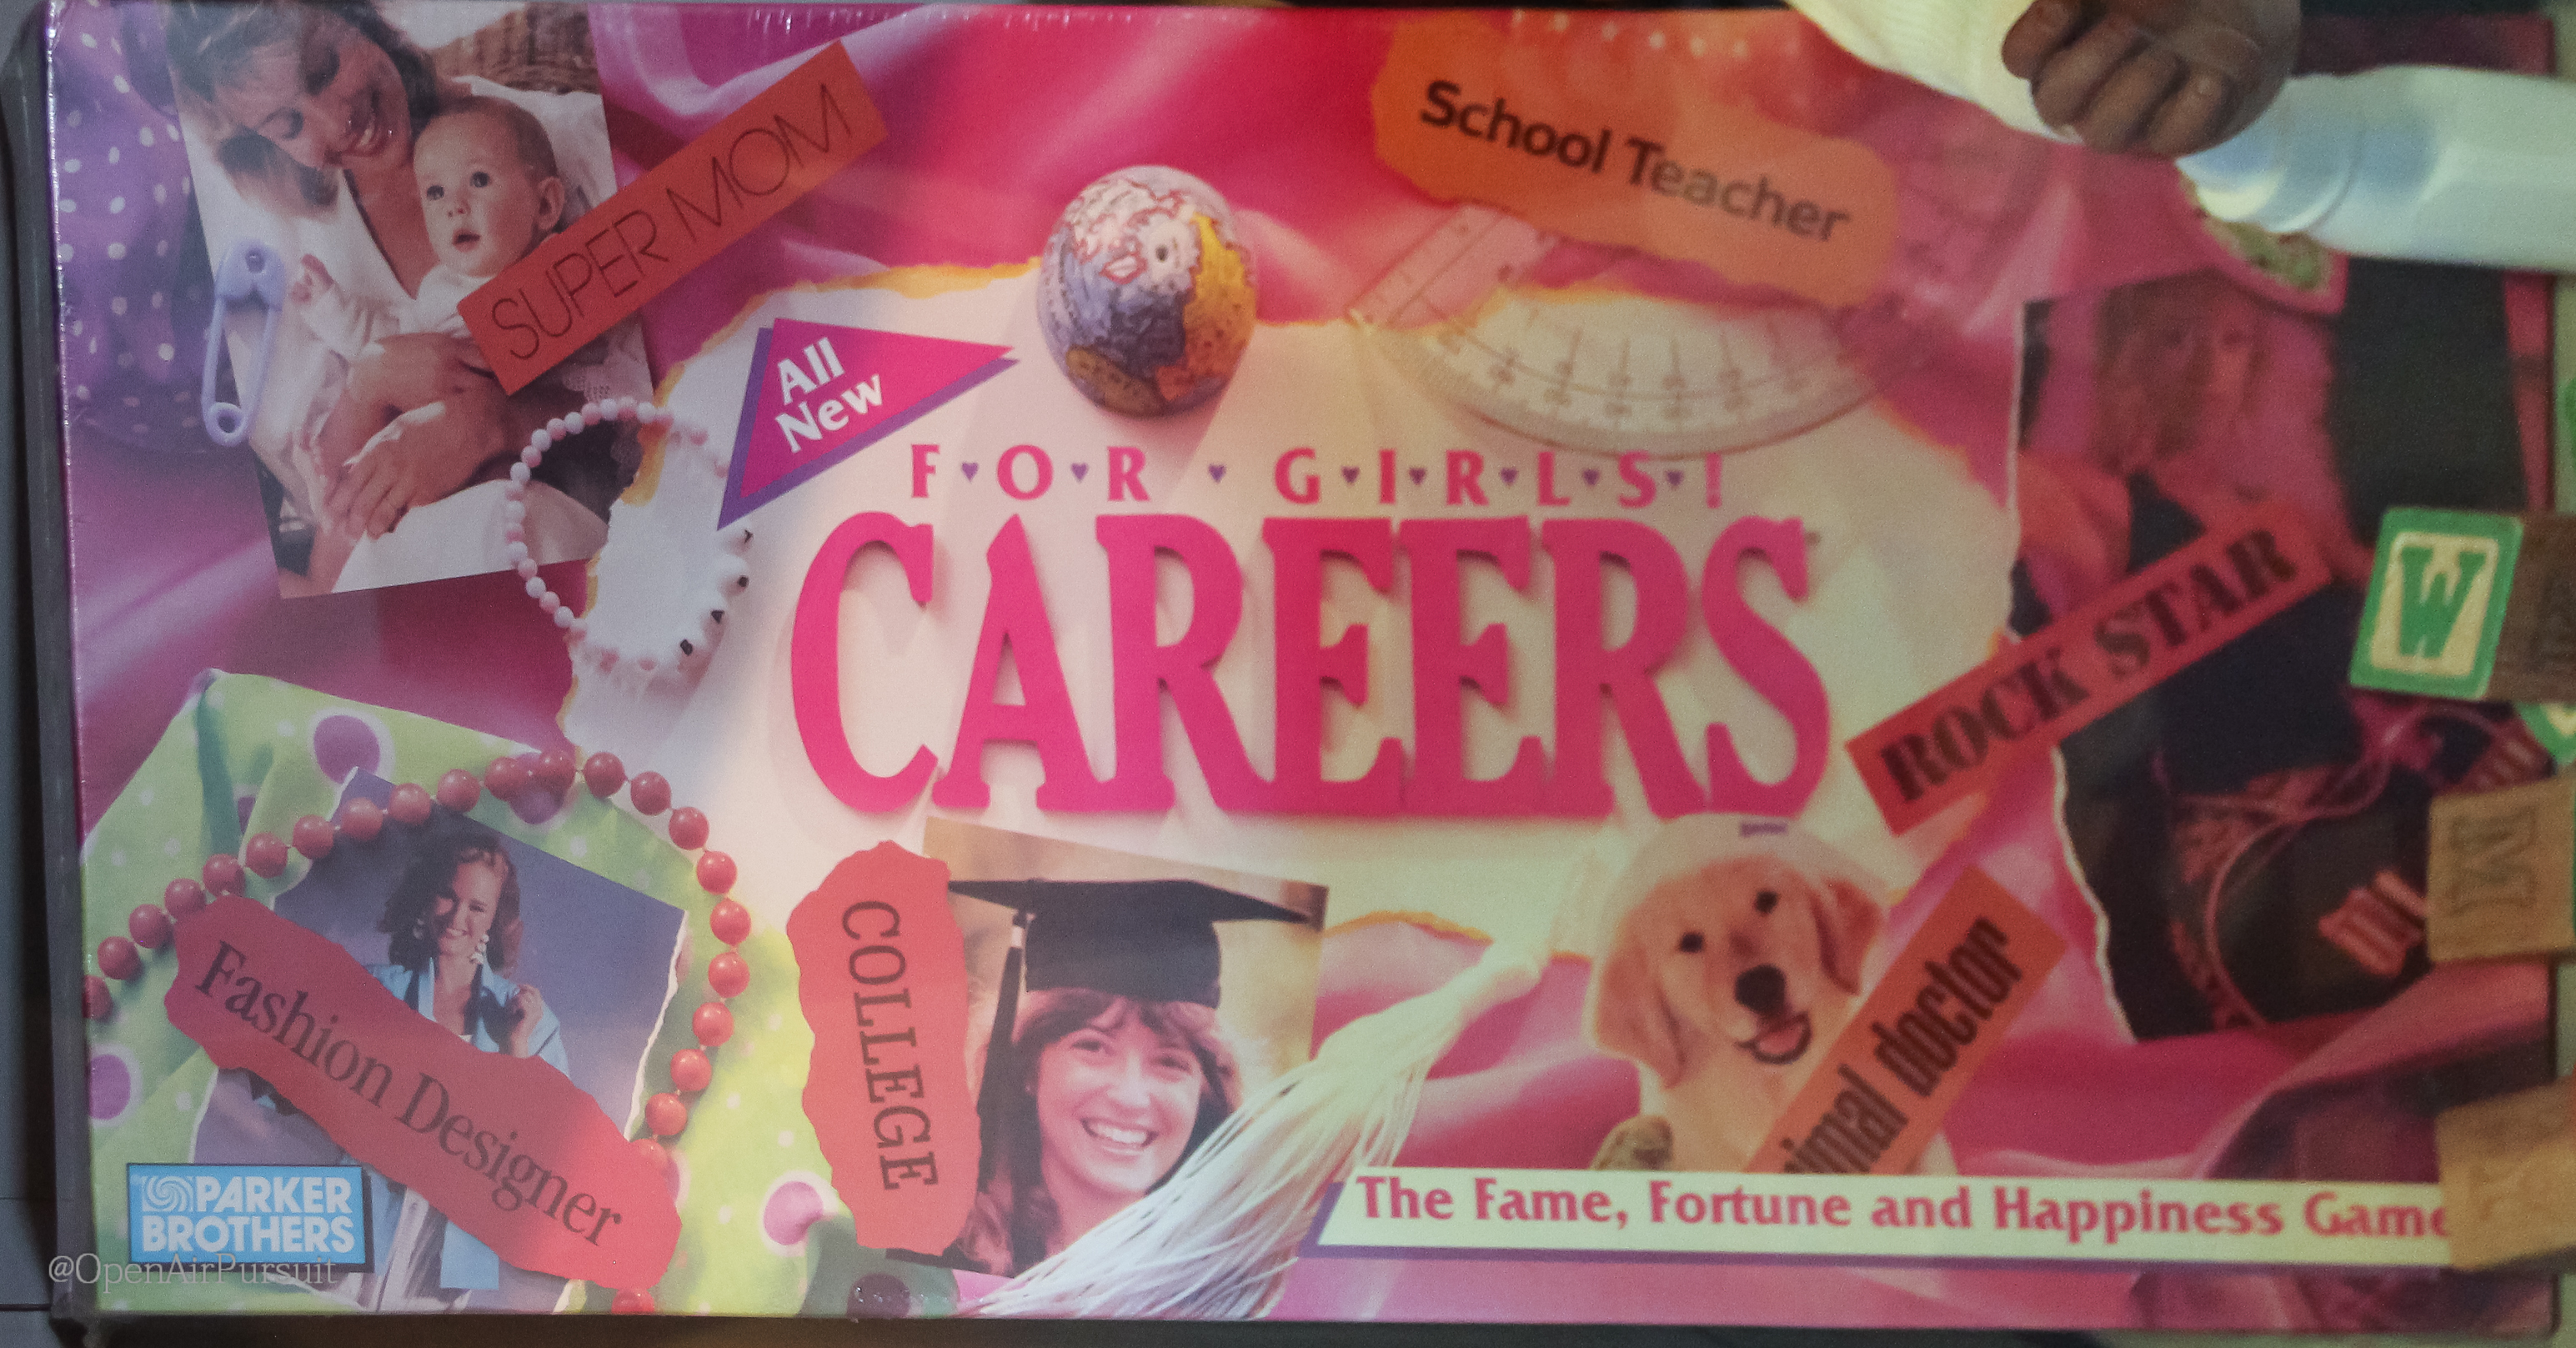 SUPER MOM
School Teacher
All
New
F·O·R · G·I·R·L·S·!
CAREERS
ROCK STAR
W
M
Fashion Designer
COLLEGE
nimal doctor
The Fame, Fortune and Happiness Game
PARKER
BROTHERS
@OpenAirPursuit